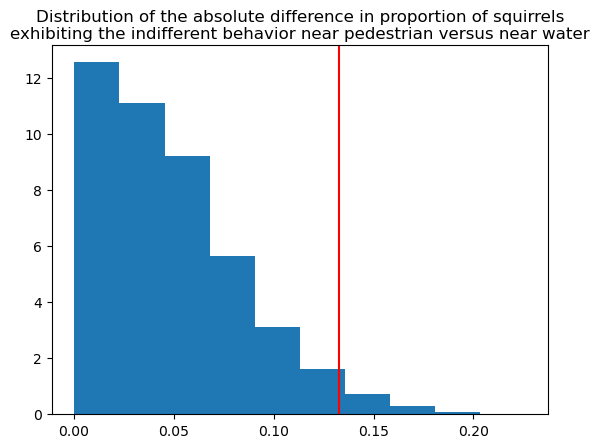 Distribution of the absolute difference in proportion of squirrels
exhibiting the indifferent behavior near pedestrian versus near water
12
10
8
6
4
2
0
0.00 0.05 0.10 0.15 0.20